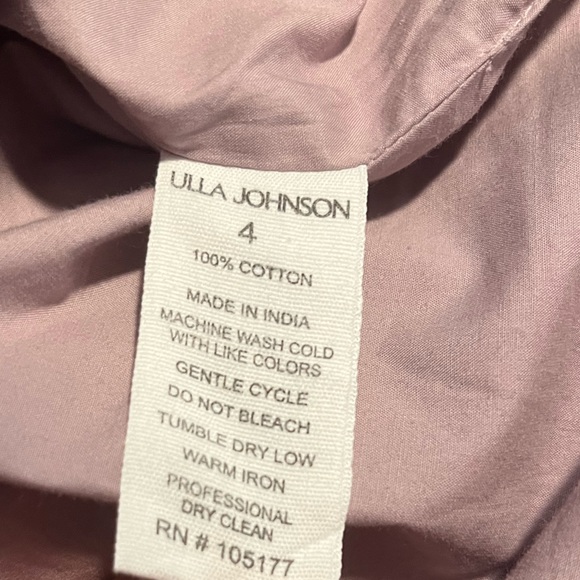 ULLA JOHNSON
4
100% COTTON
MADE IN INDIA
MACHINE WASH COLD
WITH LIKE COLORS
GENTLE CYCLE
DO NOT BLEACH
TUMBLE DRY LOW
WARM IRON
PROFESSIONAL
DRY CLEAN
RN # 105177